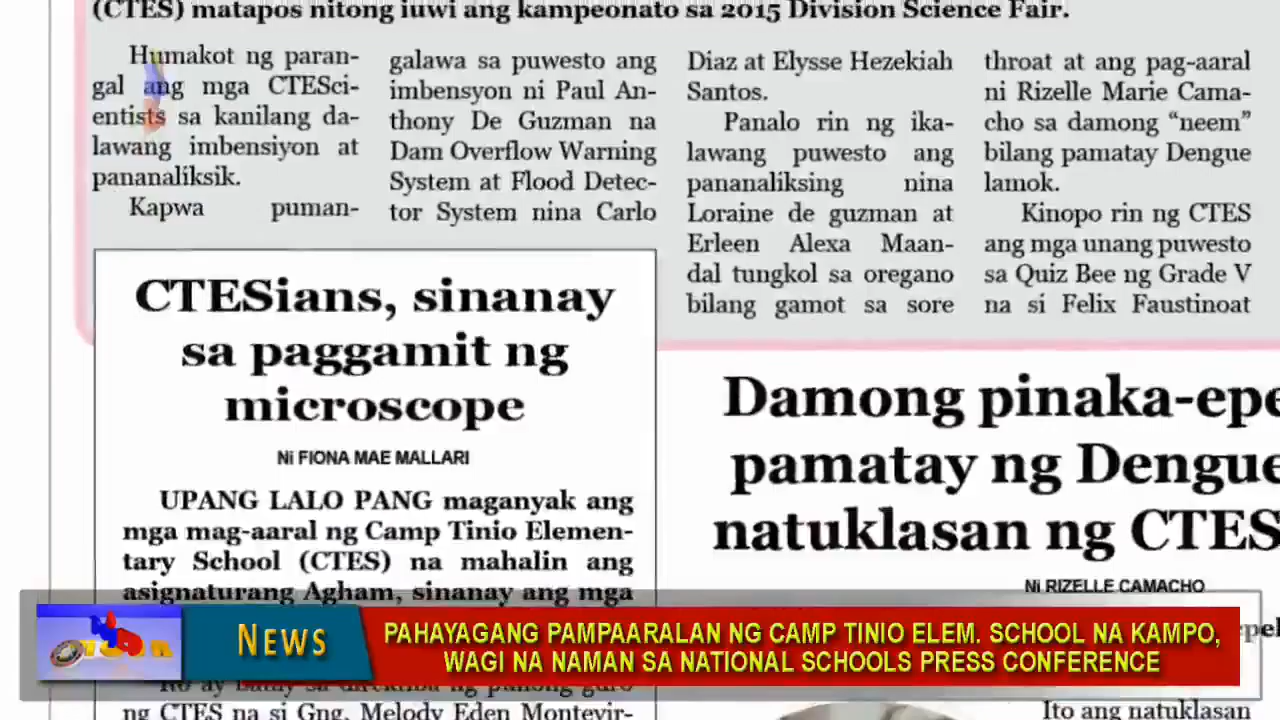 (CTES) matapos nitong iuwi ang kampeonato sa 2015 Division Science Fair.
Humakot ng paran-
gal ang mga CTESci-
entists sa kanilang da-
lawang imbensiyon at
pananaliksik.
Kapwa puman-
galawa sa puwesto ang
imbensyon ni Paul An-
thony De Guzman na
Dam Overflow Warning
System at Flood Detec-
tor System nina Carlo
Diaz at Elysse Hezekiah
Santos.
Panalo rin ng ika-
lawang puwesto ang
pananaliksing nina
Loraine de guzman at
Erleen Alexa Maan-
dal tungkol sa oregano
bilang gamot sa sore
throat at ang pag-aaral
ni Rizelle Marie Cama-
cho sa damong “neem”
bilang pamatay Dengue
lamok.
Kinopo rin ng CTES
ang mga unang puwesto
sa Quiz Bee ng Grade V
na si Felix Faustinoat
CTESians, sinanay
sa paggamit ng
microscope
Ni FIONA MAE MALLARI
UPANG LALO PANG maganyak ang
mga mag-aaral ng Camp Tinio Elemen-
tary School (CTES) na mahalin ang
asignaturang Agham, sinanay ang mga
ng CTES na si Gng. Melody Eden Montevir-
Damong pinaka-epe
pamatay ng Dengue
natuklasan ng CTES
Ni RIZELLE CAMACHO
Ito ang natuklasan
News
PAHAYAGANG PAMPAARALAN NG CAMP TINIO ELEM. SCHOOL NA KAMPO,
WAGI NA NAMAN SA NATIONAL SCHOOLS PRESS CONFERENCE